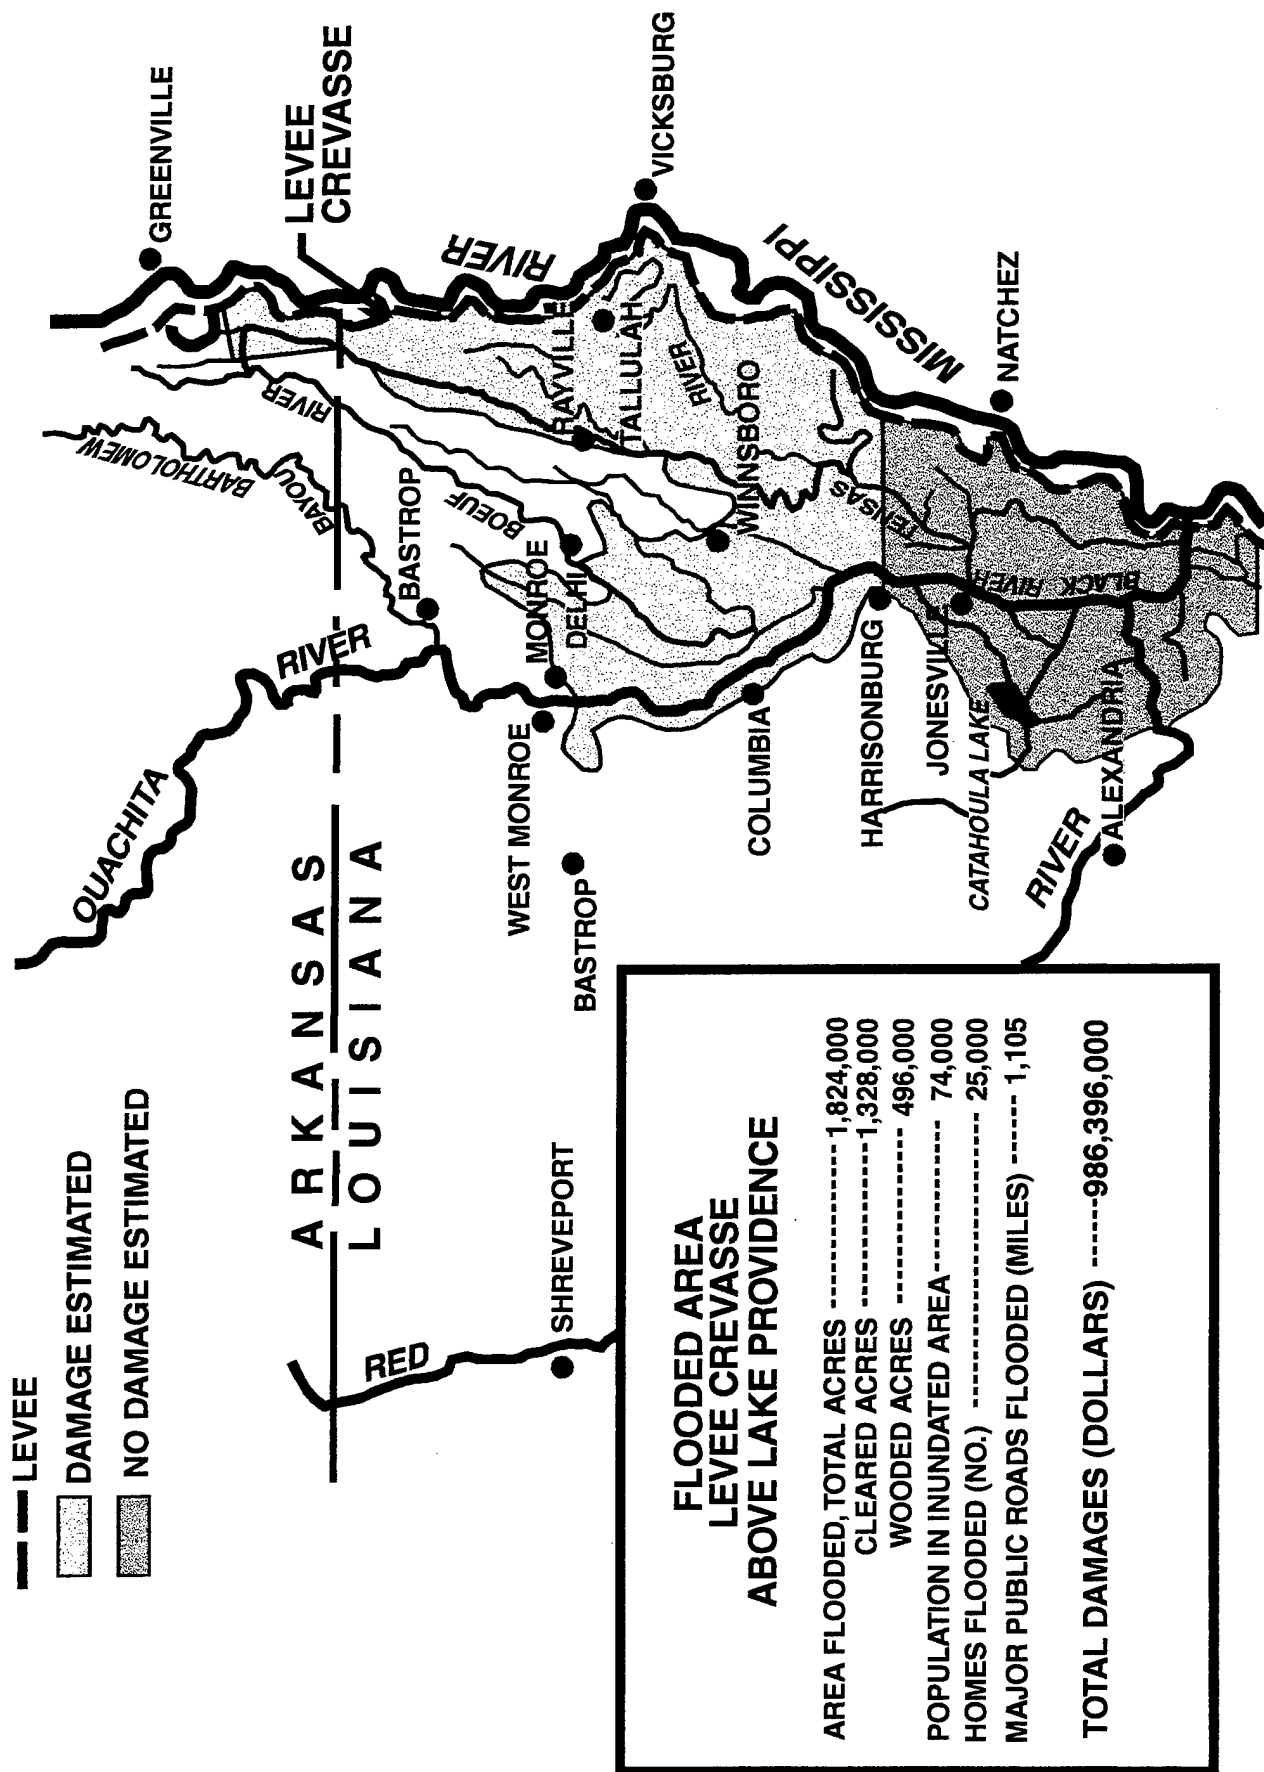 LEVEE
DAMAGE ESTIMATED
NO DAMAGE ESTIMATED
ARKANSAS
LOUISIANA
OUACHITA
RIVER
BAYOU
BARTHOLOMEW
RIVER
BOEUF
GREENVILLE
LEVEE
CREVASSE
RIVER
MISSISSIPPI
VICKSBURG
NATCHEZ
BASTROP
MONROE
DELHI
RAYVILLE
TALLULAH
RIVER
WINNSBORO
TENSAS
WEST MONROE
BASTROP
COLUMBIA
HARRISONBURG
JONESVILLE
CATAHOULA LAKE
BLACK
RIVER
ALEXANDRIA
RIVER
RED
SHREVEPORT
FLOODED AREA
LEVEE CREVASSE
ABOVE LAKE PROVIDENCE
AREA FLOODED, TOTAL ACRES -------------- 1,824,000
CLEARED ACRES ------------1,328,000
WOODED ACRES ------------- 496,000
POPULATION IN INUNDATED AREA------------ 74,000
HOMES FLOODED (NO.) ---------------------- 25,000
MAJOR PUBLIC ROADS FLOODED (MILES) ------ 1,105
TOTAL DAMAGES (DOLLARS) -------986,396,000